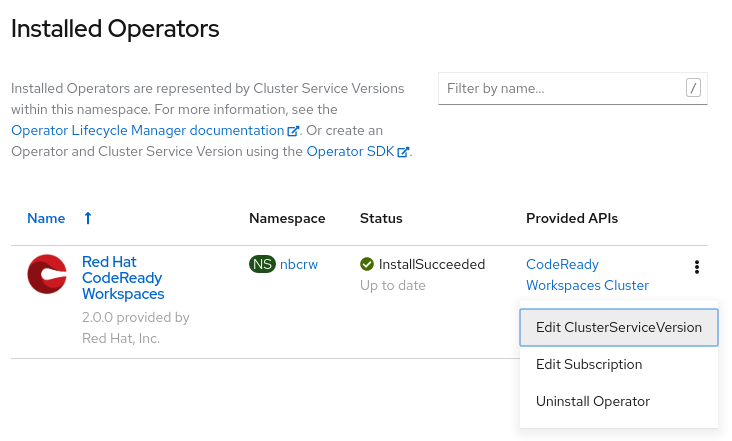 Installed Operators
Installed Operators are represented by Cluster Service Versions
within this namespace. For more information, see the
Operator Lifecycle Manager documentation. Or create an
Operator and Cluster Service Version using the Operator SDK.
Filter by name...
/
Name
Namespace
Status
Provided APIs
Red Hat
CodeReady
Workspaces
2.0.0 provided by
Red Hat, Inc.
NS nbcrw
InstallSucceeded
Up to date
CodeReady
Workspaces Cluster
Edit ClusterServiceVersion
Edit Subscription
Uninstall Operator